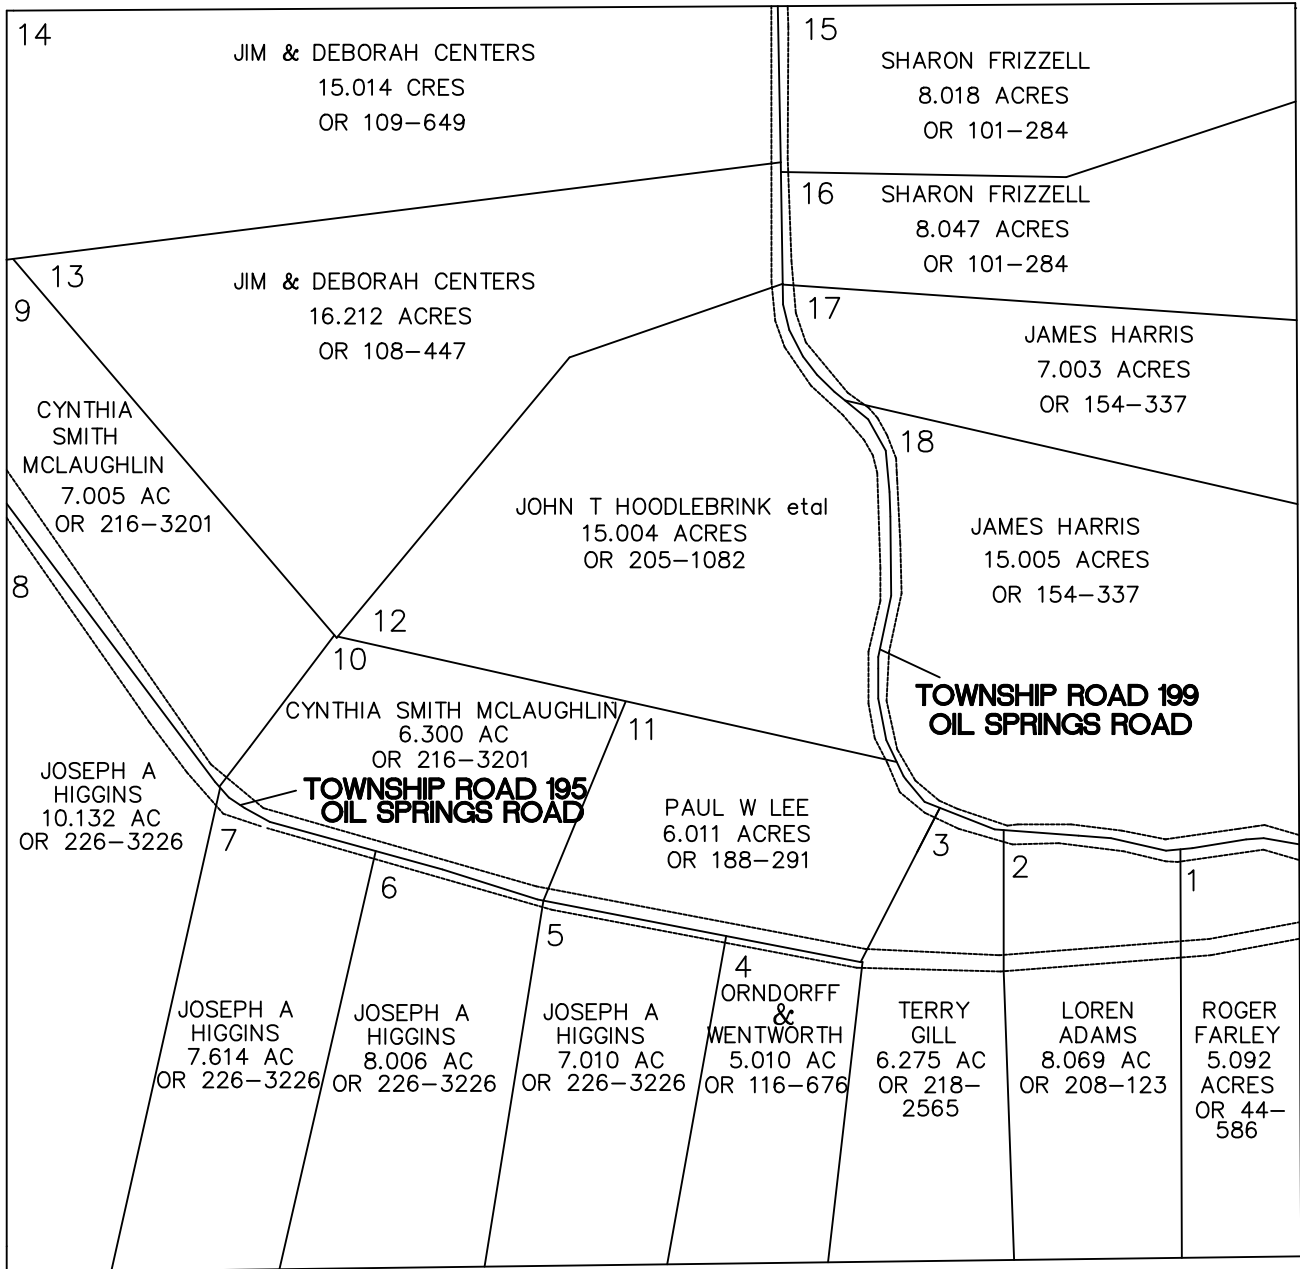 14
JIM & DEBORAH CENTERS
15.014 CRES
OR 109-649
15
SHARON FRIZZELL
8.018 ACRES
OR 101-284
16
SHARON FRIZZELL
8.047 ACRES
OR 101-284
13
9
JIM & DEBORAH CENTERS
16.212 ACRES
OR 108-447
17
JAMES HARRIS
7.003 ACRES
OR 154-337
CYNTHIA
SMITH
MCLAUGHLIN
7.005 AC
OR 216-3201
18
JOHN T HOODLEBRINK etal
15.004 ACRES
OR 205-1082
JAMES HARRIS
15.005 ACRES
OR 154-337
8
12
10
TOWNSHIP ROAD 199
OIL SPRINGS ROAD
CYNTHIA SMITH MCLAUGHLIN
6.300 AC
OR 216-3201
11
TOWNSHIP ROAD 195
OIL SPRINGS ROAD
JOSEPH A
HIGGINS
10.132 AC
OR 226-3226
PAUL W LEE
6.011 ACRES
OR 188-291
7
3
2
1
6
5
4
JOSEPH A
HIGGINS
7.614 AC
OR 226-3226
JOSEPH A
HIGGINS
8.006 AC
OR 226-3226
JOSEPH A
HIGGINS
7.010 AC
OR 226-3226
ORNDORFF
&
WENTWORTH
5.010 AC
OR 116-676
TERRY
GILL
6.275 AC
OR 218-
2565
LOREN
ADAMS
8.069 AC
OR 208-123
ROGER
FARLEY
5.092
ACRES
OR 44-
586